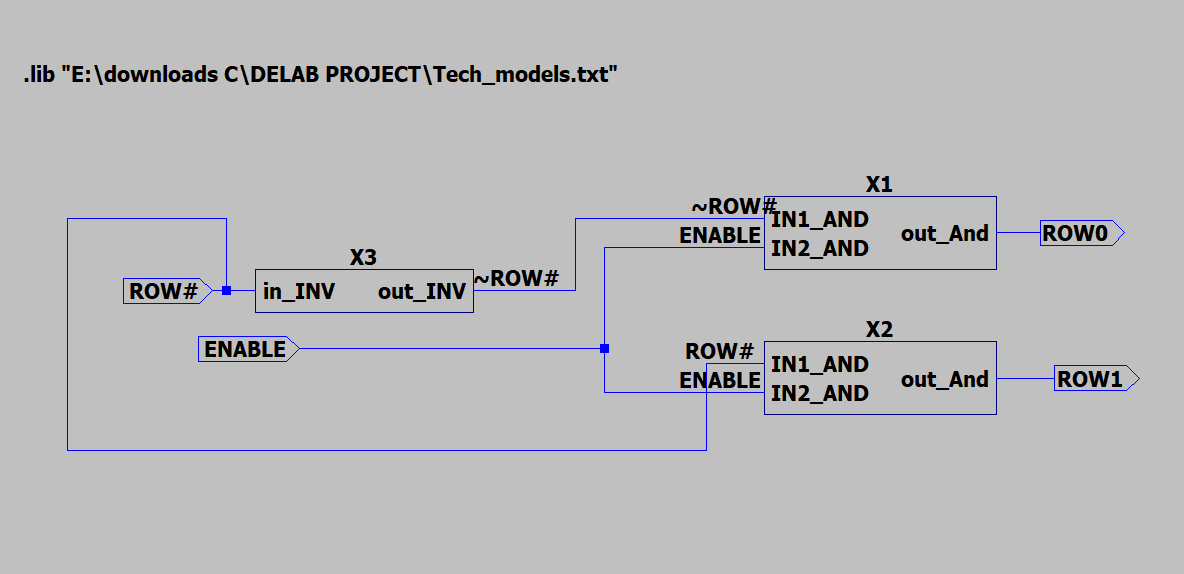 .lib "E:\downloads C\DELAB PROJECT\Tech_models.txt"
X1
~ROW#
IN1_AND
ENABLE
IN2_AND
out_And
ROW0
X3
~ROW#
ROW#
in_INV
out_INV
ENABLE
X2
ROW#
IN1_AND
ENABLE
IN2_AND
out_And
ROW1